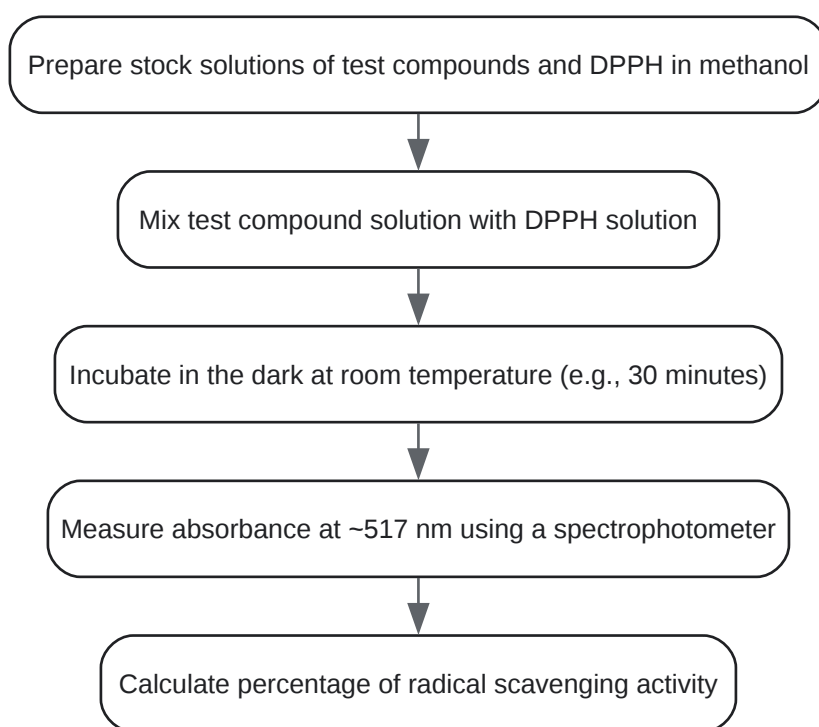 Prepare stock solutions of test compounds and DPPH in methanol
Mix test compound solution with DPPH solution
Incubate in the dark at room temperature (e.g., 30 minutes)
Measure absorbance at ~517 nm using a spectrophotometer
Calculate percentage of radical scavenging activity